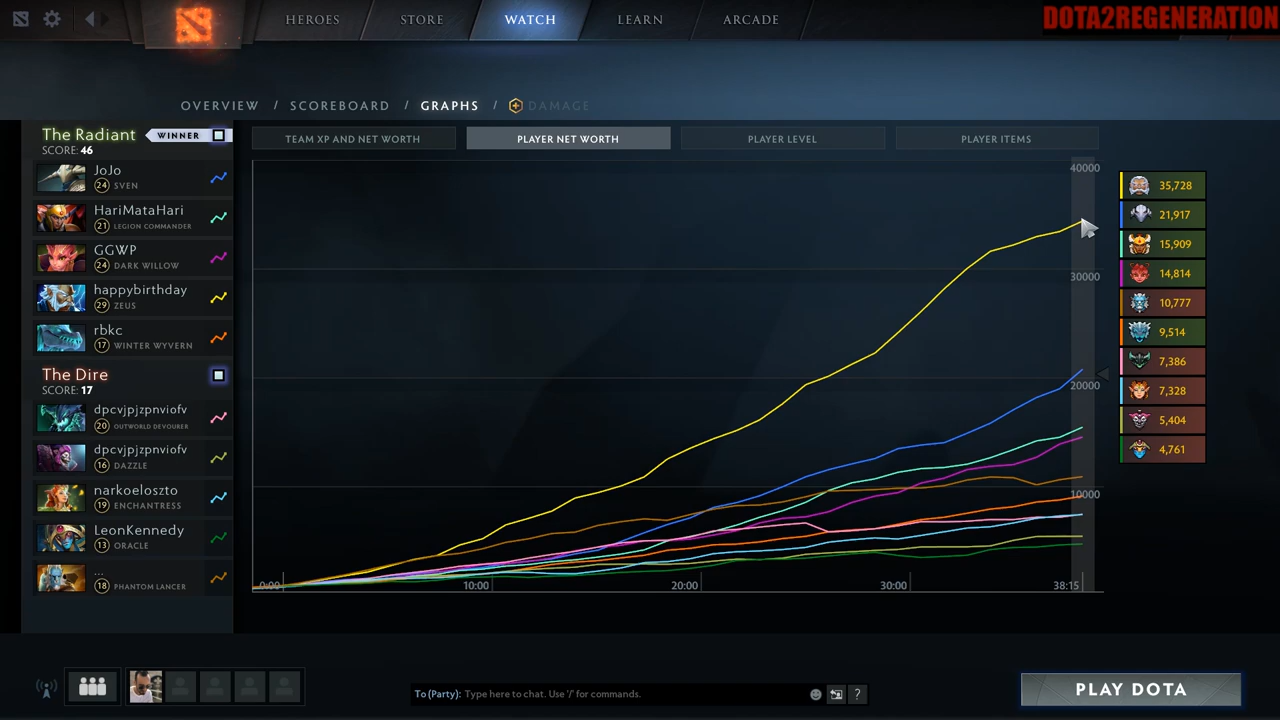 HEROES STORE WATCH LEARN ARCADE
DOTA2REGENERATION
OVERVIEW / SCOREBOARD / GRAPHS / DAMAGE
The Radiant WINNER
SCORE: 46
JoJo
24 SVEN
HariMataHari
21 LEGION COMMANDER
GGWP
24 DARK WILLOW
happybirthday
29 ZEUS
rbkc
17 WINTER WYVERN
The Dire
SCORE: 17
dpcvjpjzpnviofv
20 OUTWORLD DEVOURER
dpcvjpjzpnviofv
16 DAZZLE
narkoeloszto
19 ENCHANTRESS
LeonKennedy
13 ORACLE
...
18 PHANTOM LANCER
TEAM XP AND NET WORTH PLAYER NET WORTH PLAYER LEVEL PLAYER ITEMS
40000
30000
20000
10000
0:00 10:00 20:00 30:00 38:15
35,728
21,917
15,909
14,814
10,777
9,514
7,386
7,328
5,404
4,761
To (Party): Type here to chat. Use '/' for commands.
?
PLAY DOTA